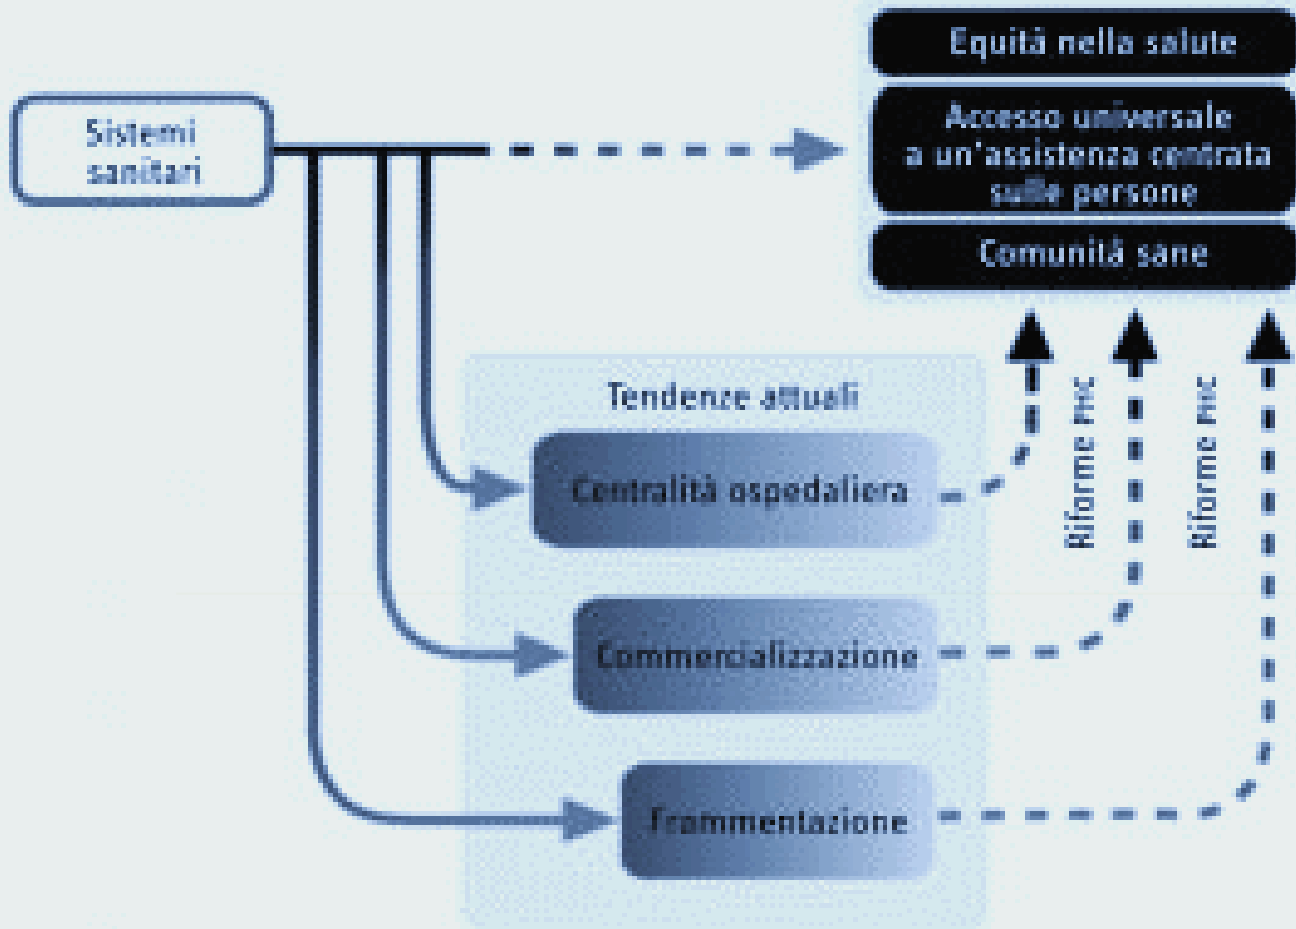 Equità nella salute
Sistemi
sanitari
Accesso universale
a un'assistenza centrata
sulle persone
Comunità sane
Tendenze attuali
Centralità ospedaliera
Commercializzazione
Frammentazione
Riforme PHC
Riforme PHC